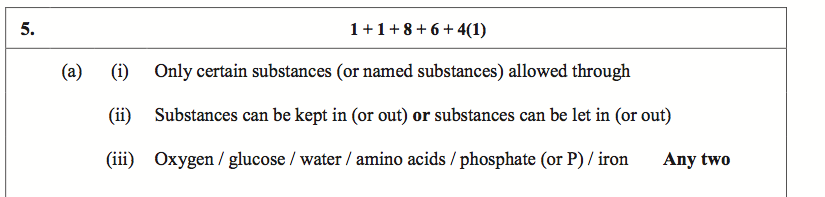 5. 1 + 1 + 8 + 6 + 4(1)
(a) (i) Only certain substances (or named substances) allowed through
(ii) Substances can be kept in (or out) or substances can be let in (or out)
(iii) Oxygen / glucose / water / amino acids / phosphate (or P) / iron Any two